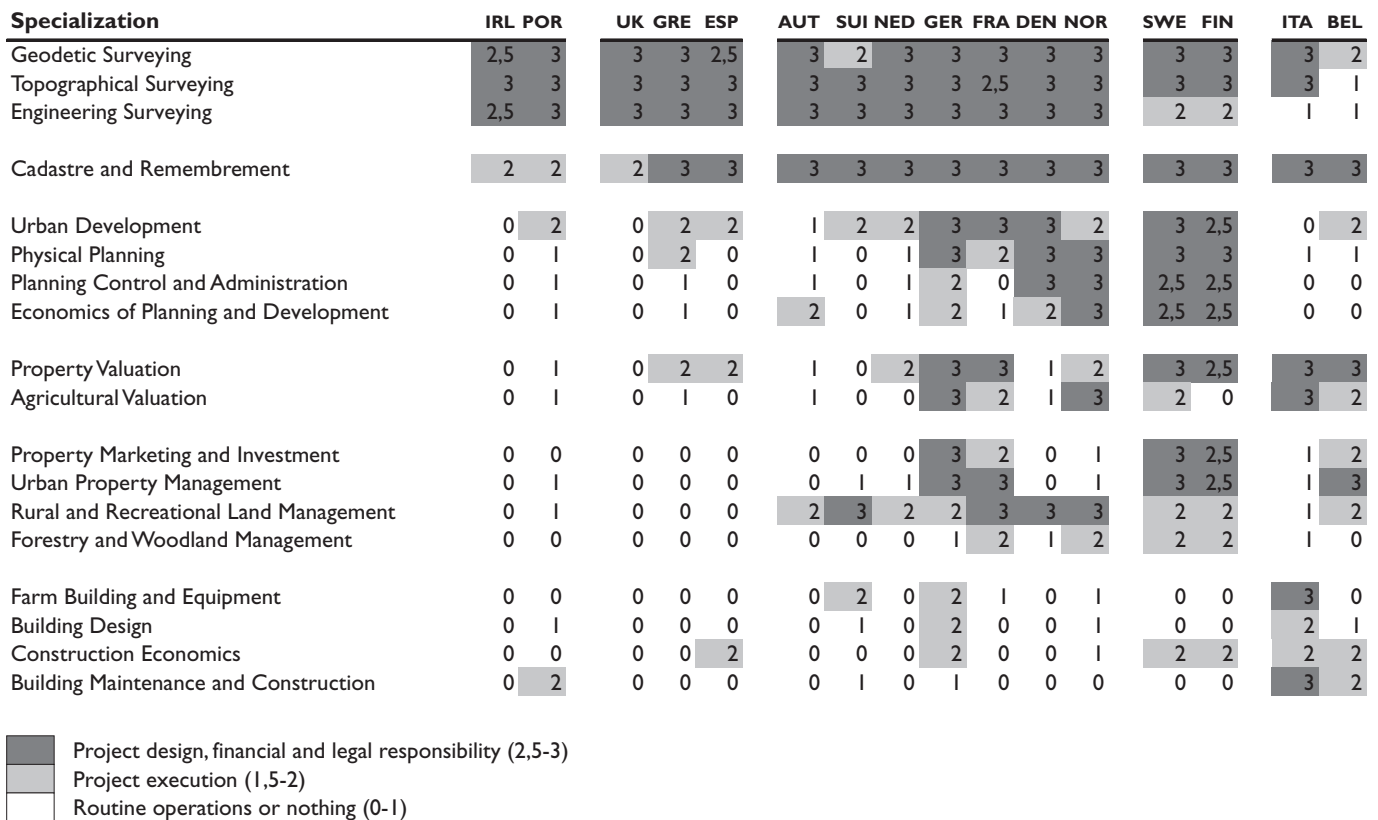 Specialization IRL POR UK GRE ESP AUT SUI NED GER FRA DEN NOR SWE FIN ITA BEL
Geodetic Surveying 2,5 3 3 3 2,5 3 2 3 3 3 3 3 3 3 3 2
Topographical Surveying 3 3 3 3 3 3 3 3 3 2,5 3 3 3 3 3 1
Engineering Surveying 2,5 3 3 3 3 3 3 3 3 3 3 3 2 2 1 1
Cadastre and Remembrement 2 2 2 3 3 3 3 3 3 3 3 3 3 3 3 3
Urban Development 0 2 0 2 2 1 2 2 3 3 3 2 3 2,5 0 2
Physical Planning 0 1 0 2 0 1 0 1 3 2 3 3 3 3 1 1
Planning Control and Administration 0 1 0 1 0 1 0 1 2 0 3 3 2,5 2,5 0 0
Economics of Planning and Development 0 1 0 1 0 2 0 1 2 1 2 3 2,5 2,5 0 0
Property Valuation 0 1 0 2 2 1 0 2 3 3 1 2 3 2,5 3 3
Agricultural Valuation 0 1 0 1 0 1 0 0 3 2 1 3 2 0 3 2
Property Marketing and Investment 0 0 0 0 0 0 0 0 3 2 0 1 3 2,5 1 2
Urban Property Management 0 1 0 0 0 0 1 1 3 3 0 1 3 2,5 1 3
Rural and Recreational Land Management 0 1 0 0 0 2 3 2 2 3 3 3 2 2 1 2
Forestry and Woodland Management 0 0 0 0 0 0 0 0 1 2 1 2 2 2 1 0
Farm Building and Equipment 0 0 0 0 0 0 2 0 2 1 0 1 0 0 3 0
Building Design 0 1 0 0 0 0 1 0 2 0 0 1 0 0 2 1
Construction Economics 0 0 0 0 2 0 0 0 2 0 0 1 2 2 2 2
Building Maintenance and Construction 0 2 0 0 0 0 1 0 1 0 0 0 0 0 3 2
Project design, financial and legal responsibility (2,5-3)
Project execution (1,5-2)
Routine operations or nothing (0-1)